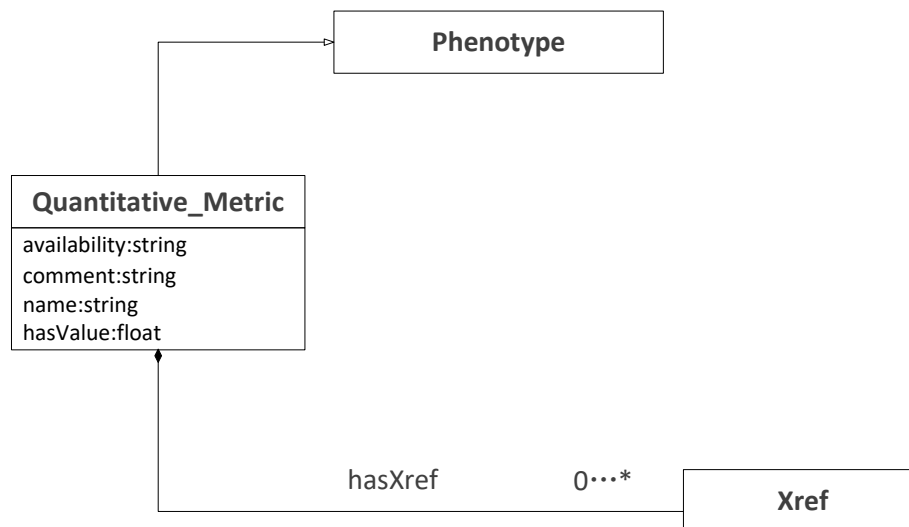 Phenotype
Quantitative_Metric
availability:string
comment:string
name:string
hasValue:float
hasXref 0···*
Xref